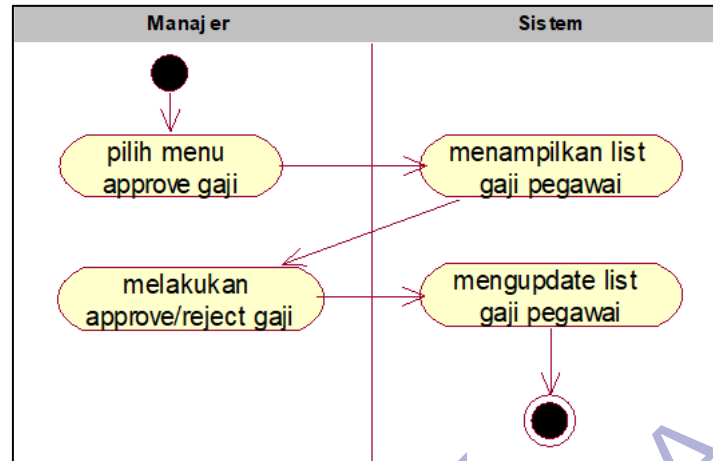 Manajer
Sistem
pilih menu
approve gaji
menampilkan list
gaji pegawai
melakukan
approve/reject gaji
mengupdate list
gaji pegawai